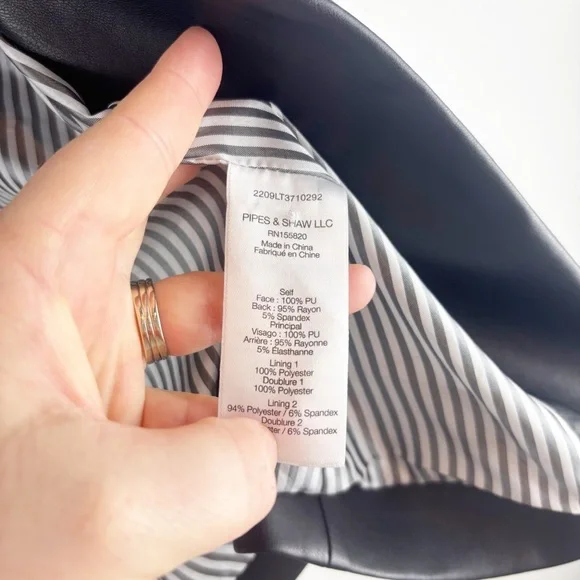 2209LT3710292
PIPES & SHAW LLC
RN155820
Made in China
Fabriqué en Chine
Self
Face : 100% PU
Back : 95% Rayon
5% Spandex
Principal
Visago : 100% PU
Arrière : 95% Rayonne
5% Élasthanne
Lining 1
100% Polyester
Doublure 1
100% Polyester
Lining 2
94% Polyester / 6% Spandex
Doublure 2
/ 6% Spandex